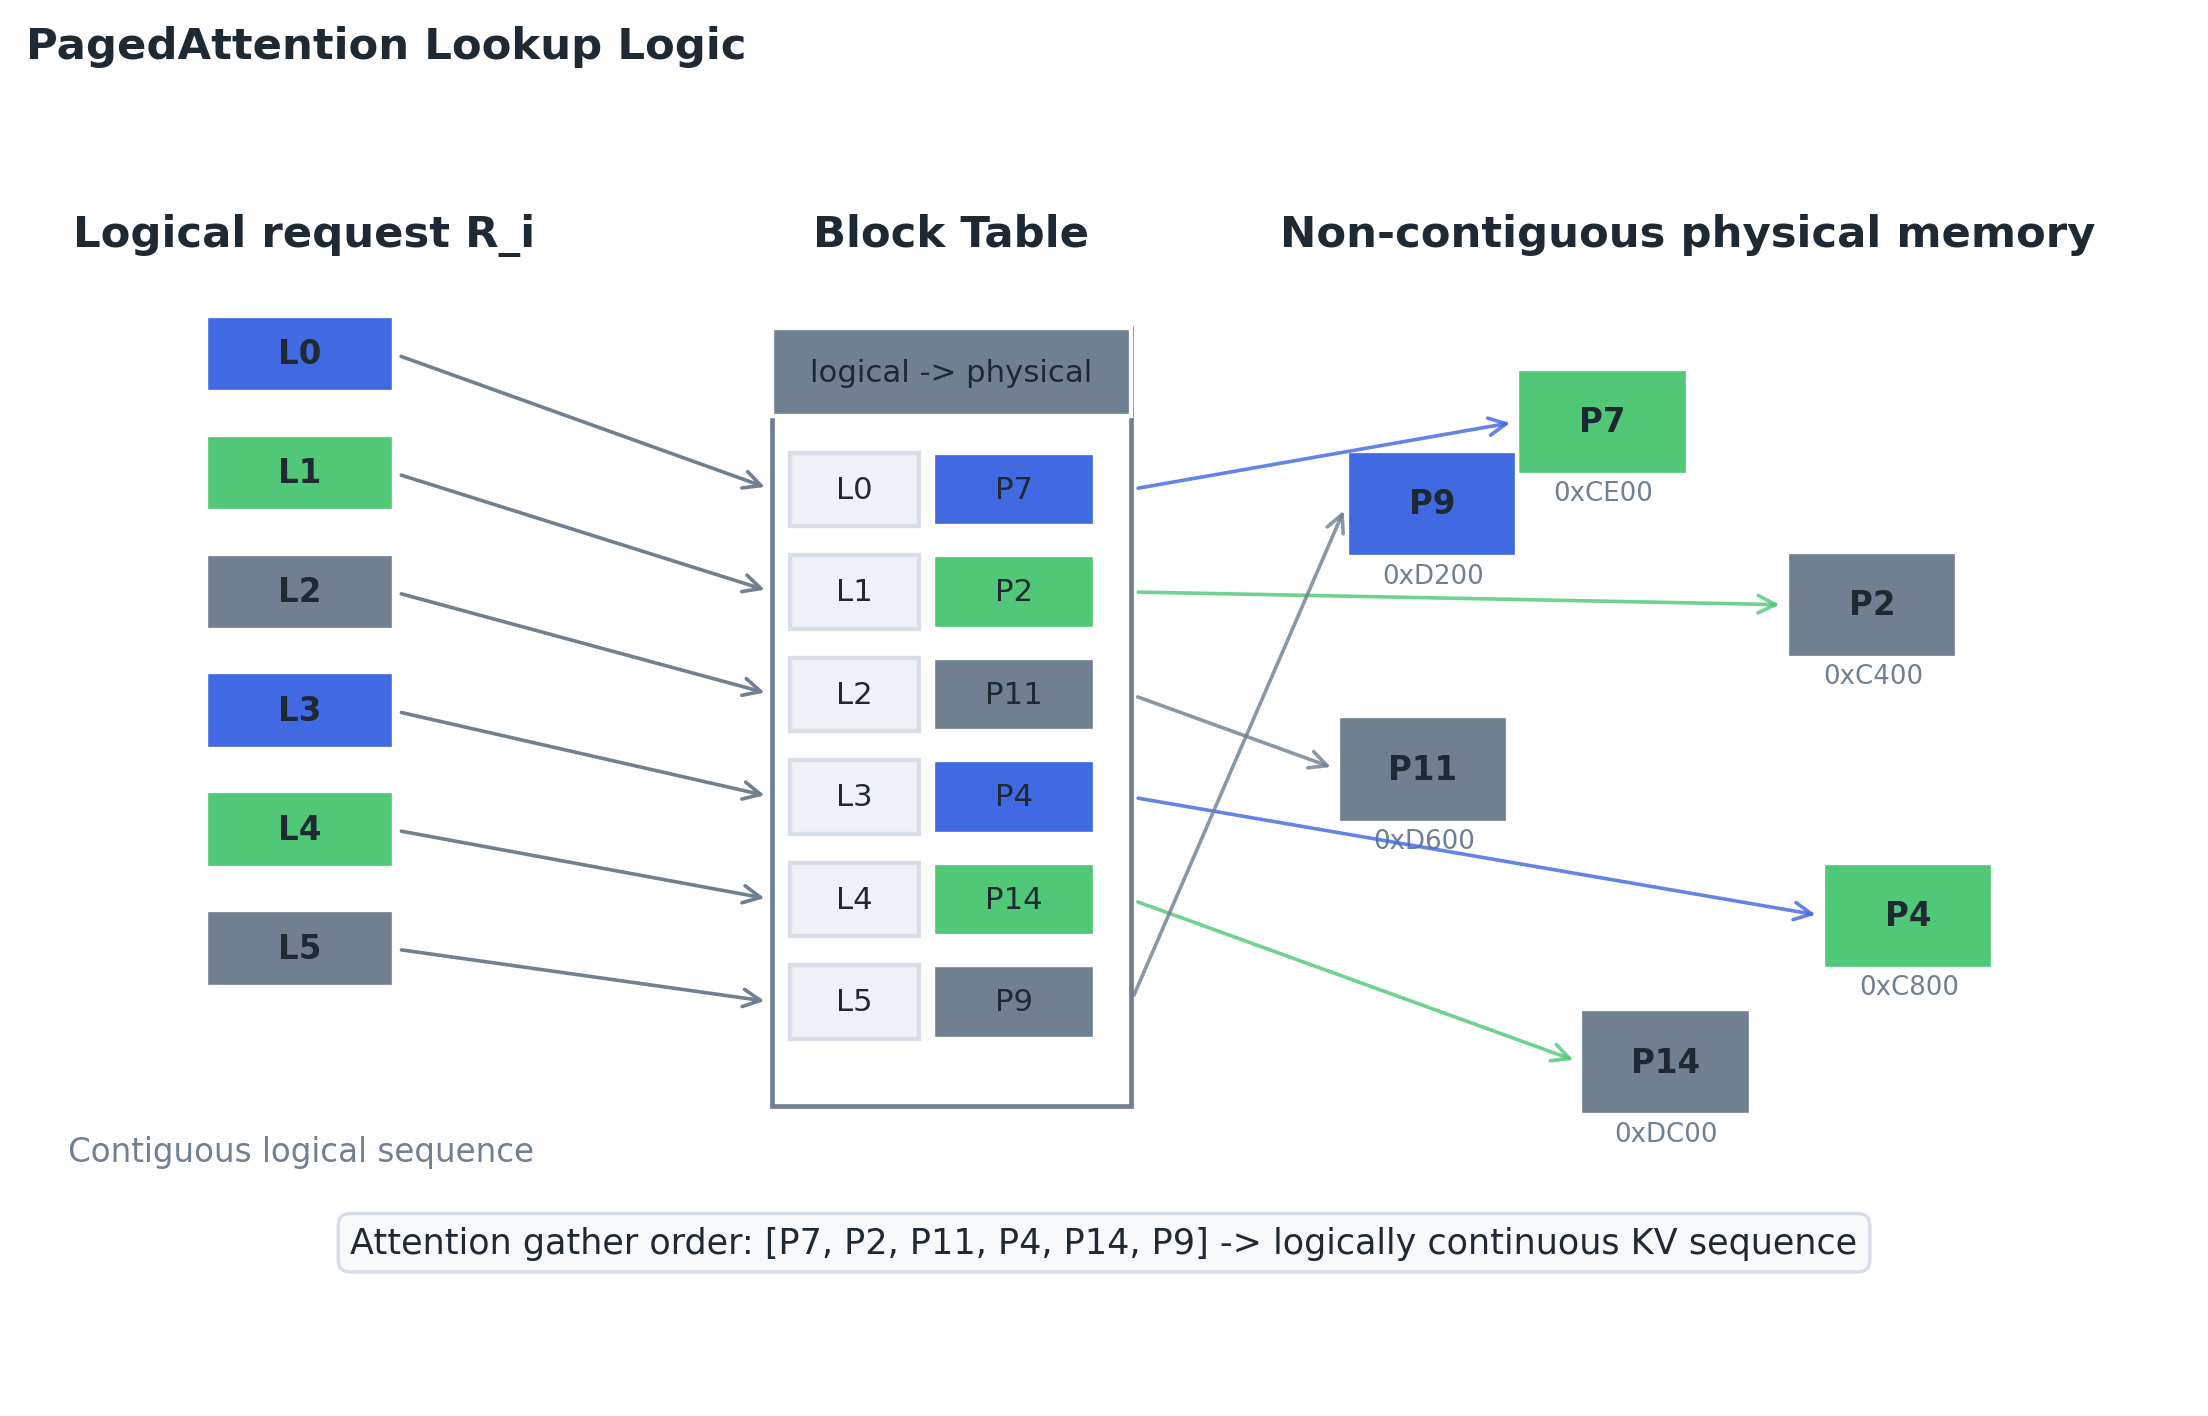 PagedAttention Lookup Logic
Logical request R_i
L0
L1
L2
L3
L4
L5
Contiguous logical sequence
Block Table
logical -> physical
L0 P7
L1 P2
L2 P11
L3 P4
L4 P14
L5 P9
Non-contiguous physical memory
P7
0xCE00
P9
0xD200
P2
0xC400
P11
0xD600
P4
0xC800
P14
0xDC00
Attention gather order: [P7, P2, P11, P4, P14, P9] -> logically continuous KV sequence